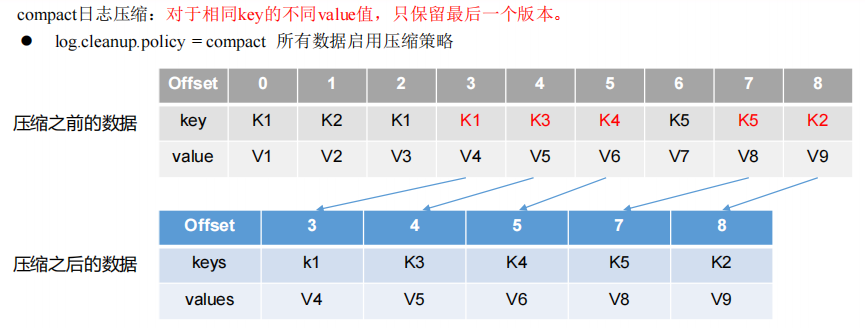 compact日志压缩：对于相同key的不同value值，只保留最后一个版本。
● log.cleanup.policy = compact 所有数据启用压缩策略
Offset 0 1 2 3 4 5 6 7 8
压缩之前的数据 key K1 K2 K1 K1 K3 K4 K5 K5 K2
value V1 V2 V3 V4 V5 V6 V7 V8 V9
Offset 3 4 5 7 8
压缩之后的数据 keys k1 K3 K4 K5 K2
values V4 V5 V6 V8 V9